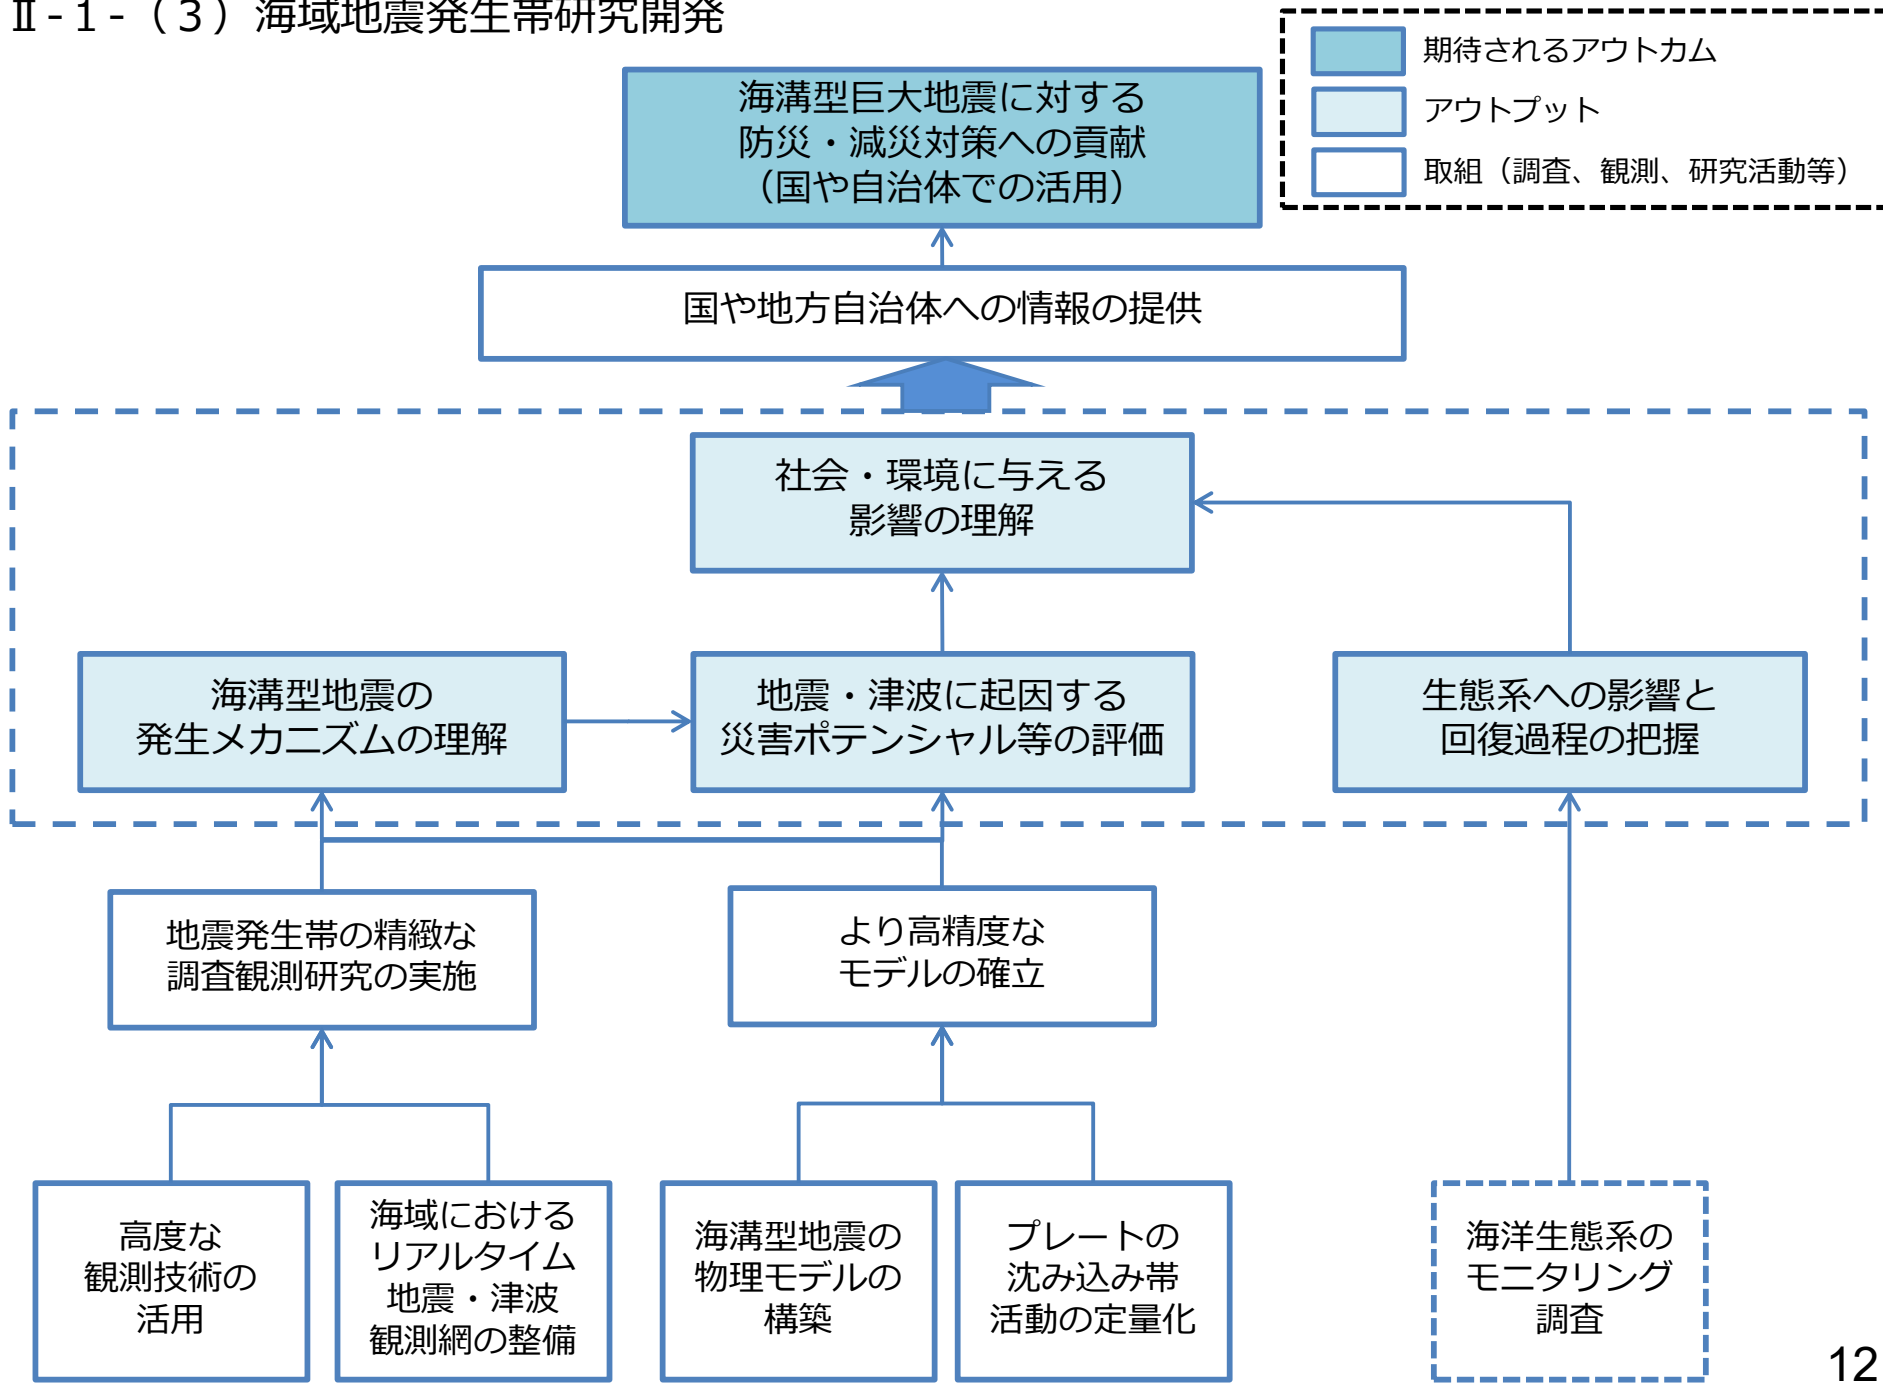 Ⅱ-１-（３）海域地震発生帯研究開発
期待されるアウトカム
アウトプット
取組（調査、観測、研究活動等）
海溝型巨大地震に対する
防災・減災対策への貢献
（国や自治体での活用）
国や地方自治体への情報の提供
社会・環境に与える
影響の理解
海溝型地震の
発生メカニズムの理解
地震・津波に起因する
災害ポテンシャル等の評価
生態系への影響と
回復過程の把握
地震発生帯の精緻な
調査観測研究の実施
より高精度な
モデルの確立
高度な
観測技術の
活用
海域における
リアルタイム
地震・津波
観測網の整備
海溝型地震の
物理モデルの
構築
プレートの
沈み込み帯
活動の定量化
海洋生態系の
モニタリング
調査
12